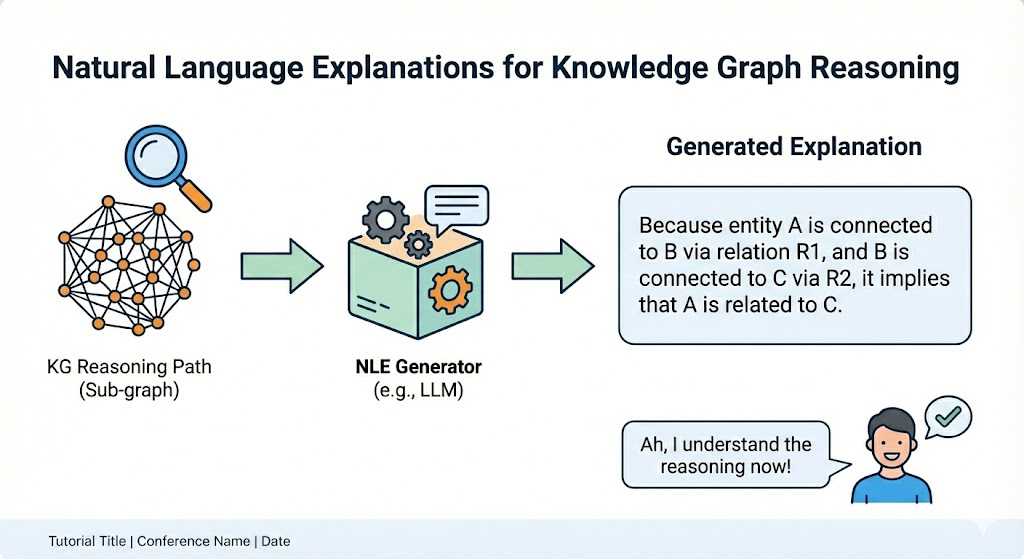 Natural Language Explanations for Knowledge Graph Reasoning
KG Reasoning Path
(Sub-graph)
NLE Generator
(e.g., LLM)
Generated Explanation
Because entity A is connected
to B via relation R1, and B is
connected to C via R2, it implies
that A is related to C.
Ah, I understand the
reasoning now!
Tutorial Title | Conference Name | Date